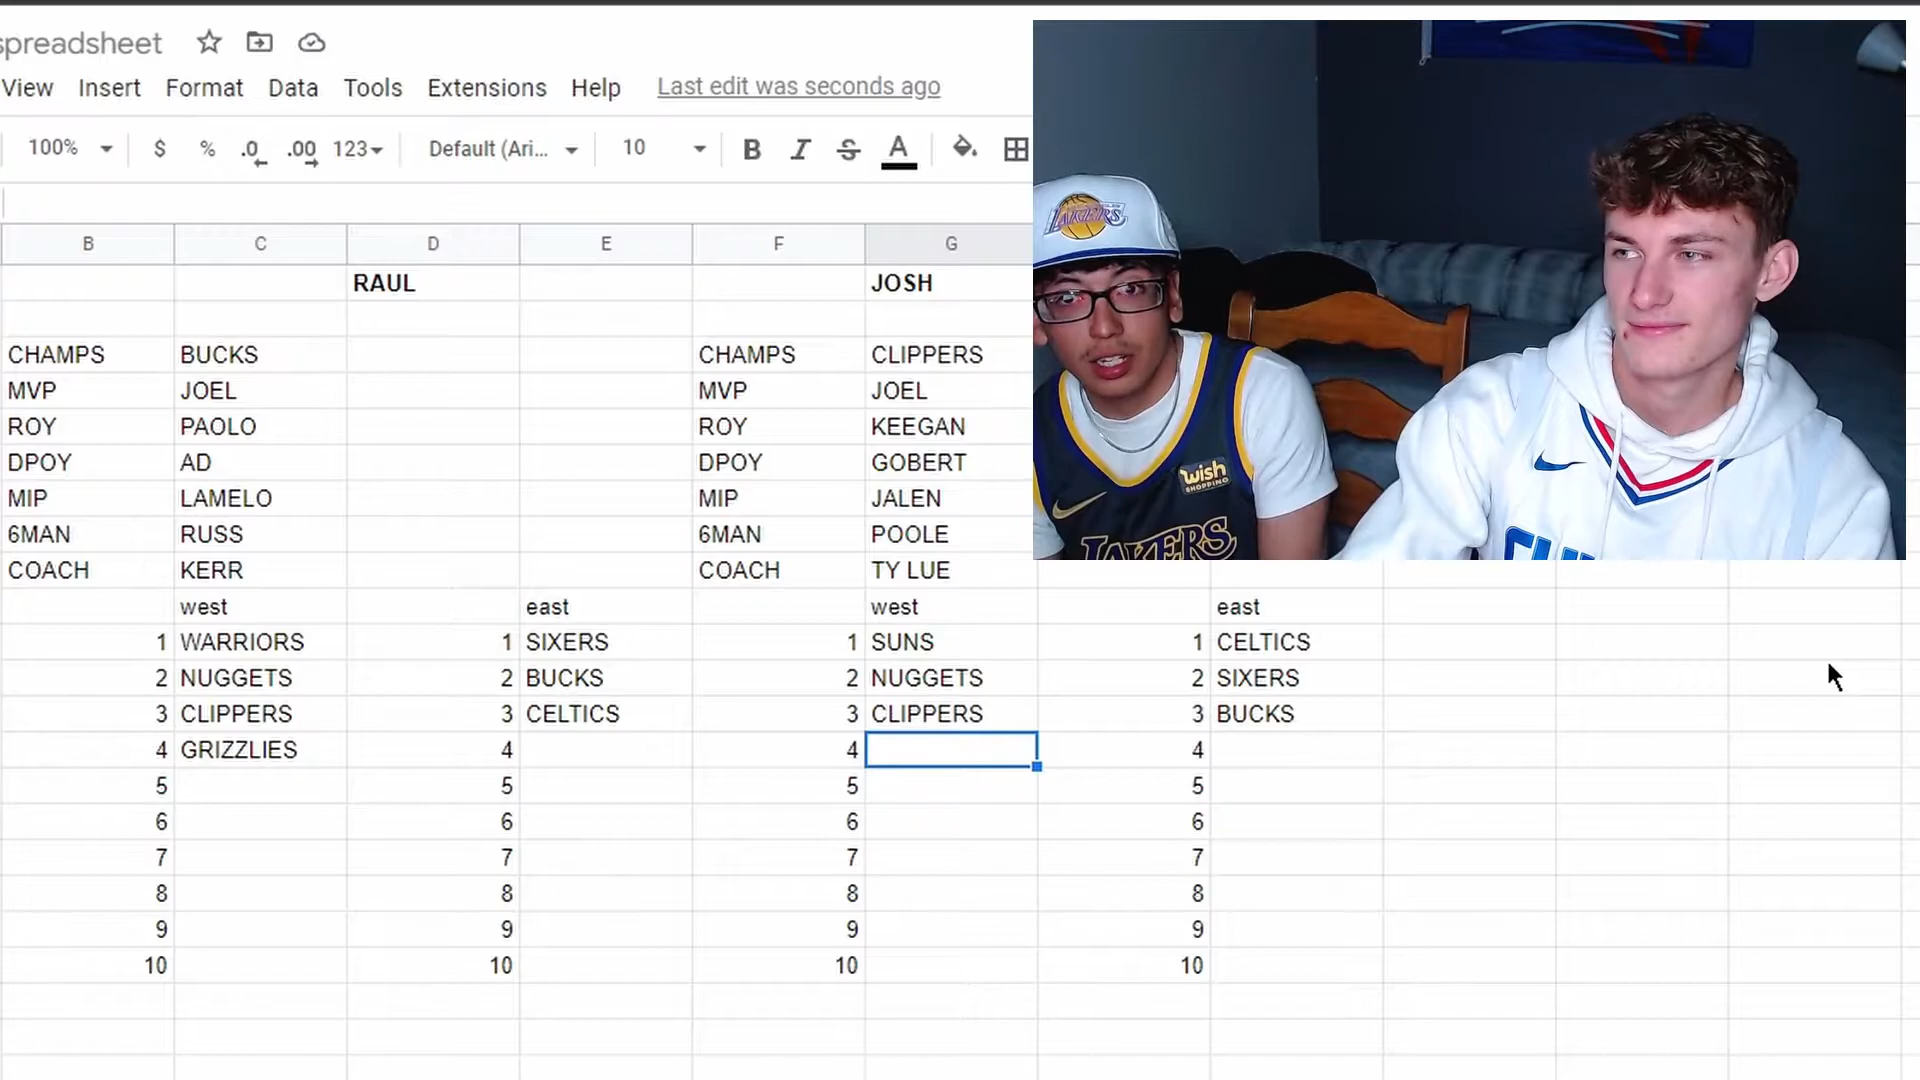 spreadsheet
View Insert Format Data Tools Extensions Help Last edit was seconds ago
100% $ % .0 .00 123 Default (Ari... 10 B I S A
B C D E F G
RAUL JOSH
CHAMPS BUCKS CHAMPS CLIPPERS
MVP JOEL MVP JOEL
ROY PAOLO ROY KEEGAN
DPOY AD DPOY GOBERT
MIP LAMELO MIP JALEN
6MAN RUSS 6MAN POOLE
COACH KERR COACH TY LUE
west east west east
1 WARRIORS 1 SIXERS 1 SUNS 1 CELTICS
2 NUGGETS 2 BUCKS 2 NUGGETS 2 SIXERS
3 CLIPPERS 3 CELTICS 3 CLIPPERS 3 BUCKS
4 GRIZZLIES 4 4 4
5 5 5 5
6 6 6 6
7 7 7 7
8 8 8 8
9 9 9 9
10 10 10 10
LAKERS
wish
SHOPPING
LAKERS